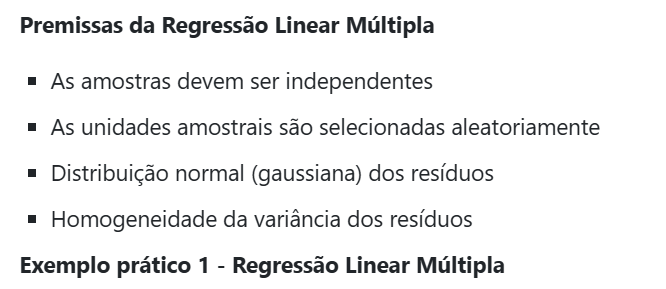 Premissas da Regressão Linear Múltipla
▪ As amostras devem ser independentes
▪ As unidades amostrais são selecionadas aleatoriamente
▪ Distribuição normal (gaussiana) dos resíduos
▪ Homogeneidade da variância dos resíduos
Exemplo prático 1 - Regressão Linear Múltipla